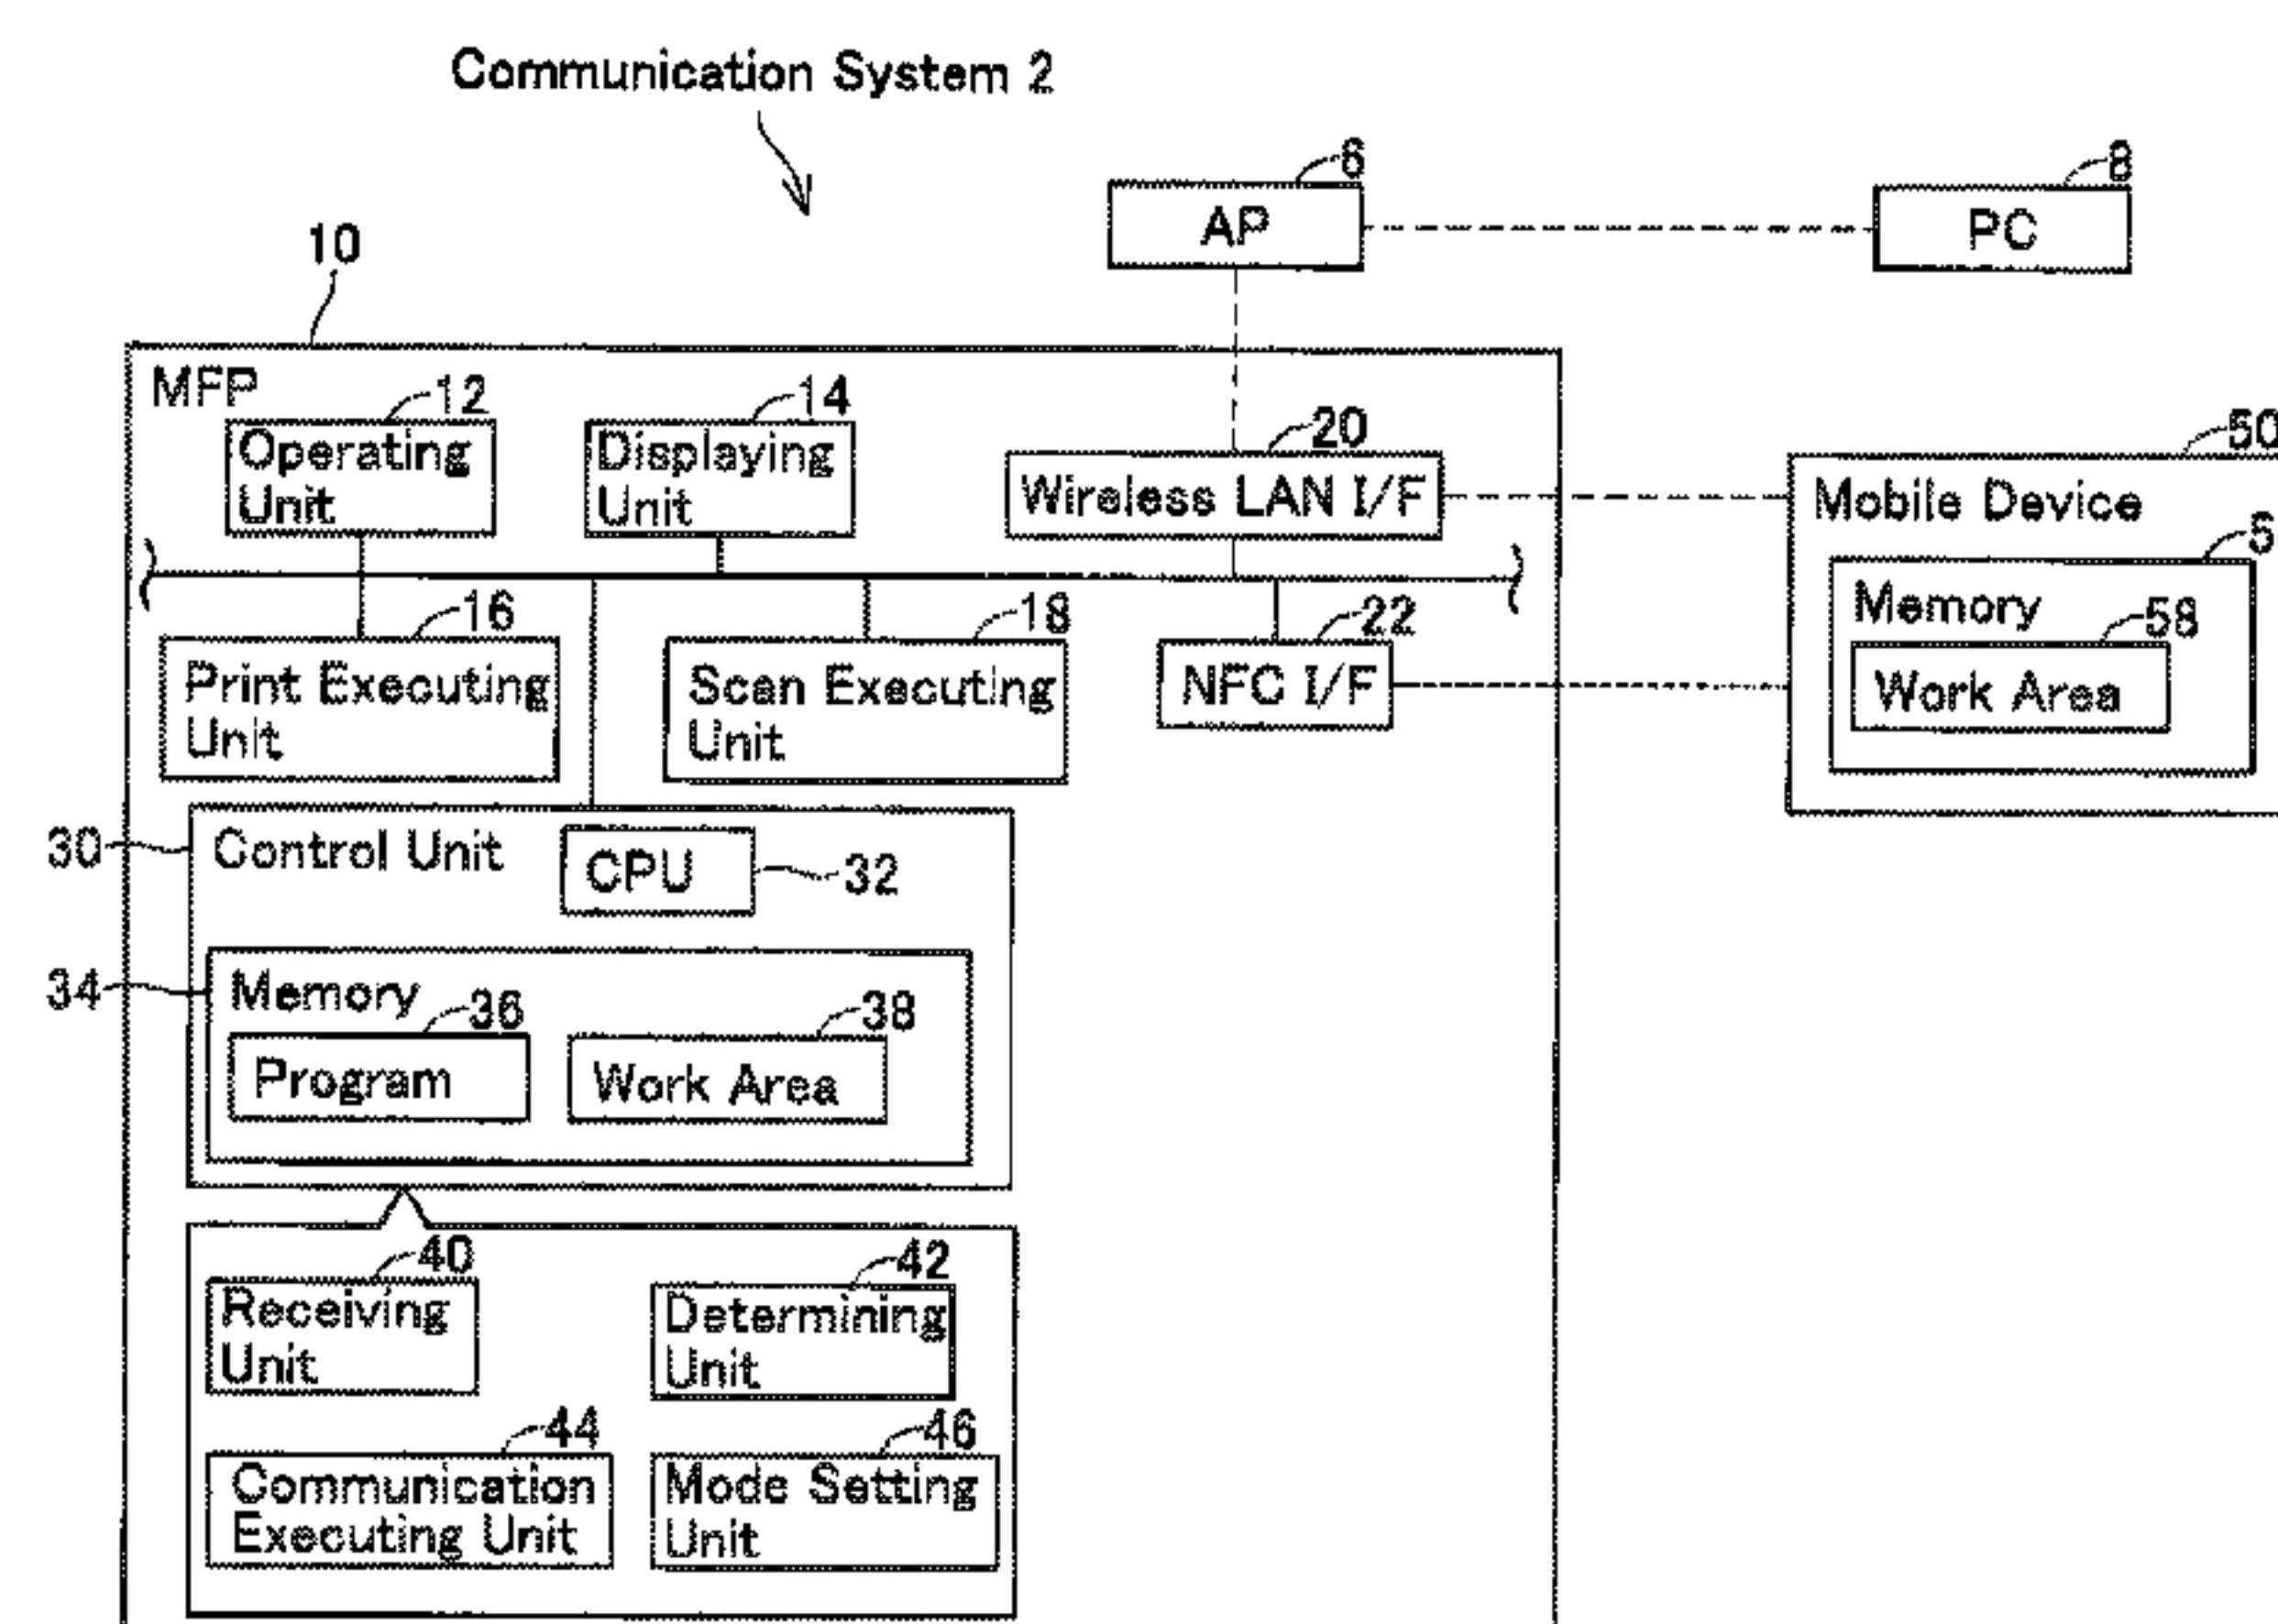 Communication System 2
6
8
AP
PC
10
MFP
12
14
20
50
Operating
Unit
Displaying
Unit
Wireless LAN I/F
Mobile Device
5
Memory
58
Work Area
16
18
22
Print Executing
Unit
Scan Executing
Unit
NFC I/F
30
Control Unit
CPU
32
34
Memory
36
38
Program
Work Area
40
42
Receiving
Unit
Determining
Unit
44
46
Communication
Executing Unit
Mode Setting
Unit